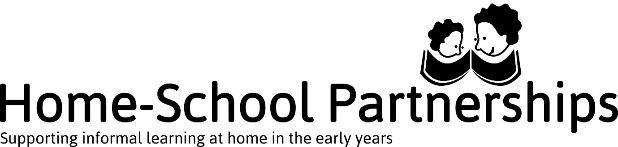 Home-School Partnerships
Supporting informal learning at home in the early years